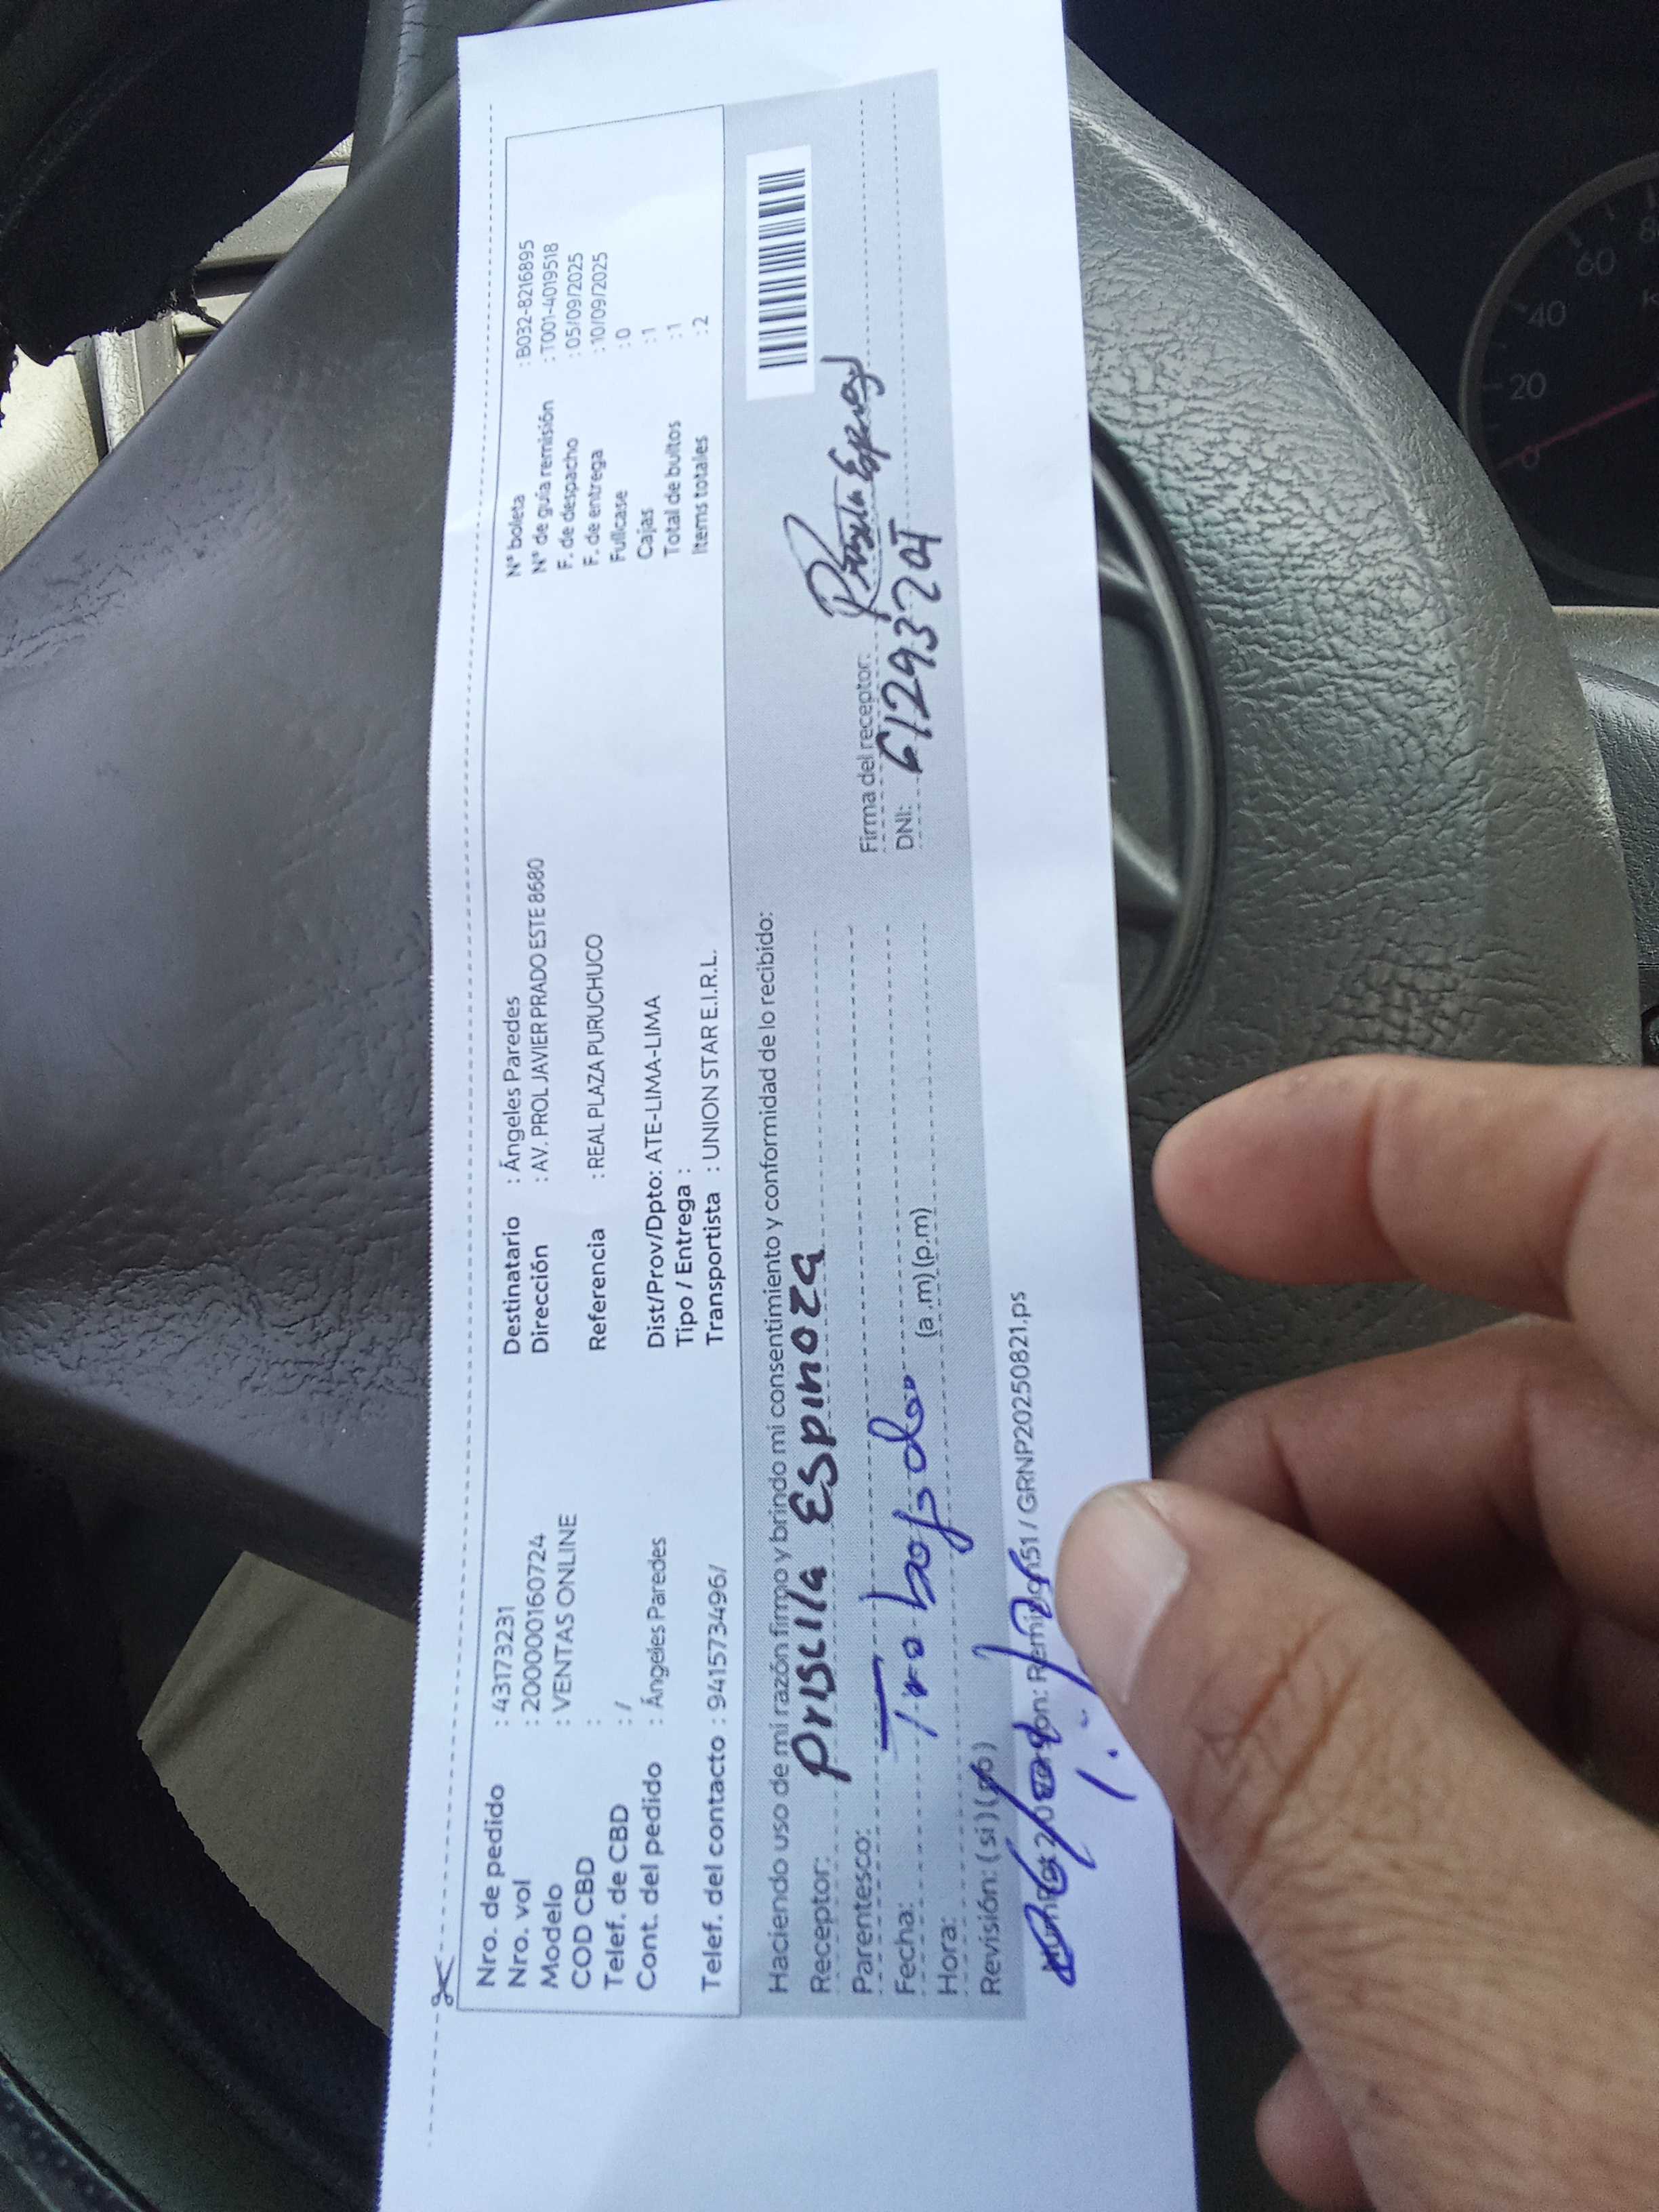 Nro. de pedido : 43173231
Nro. vol : 20000000160724
Modelo : VENTAS ONLINE
COD CBD :
Telef. de CBD : /
Cont. del pedido : Ángeles Paredes
Telef. del contacto : 941573496/
Destinatario : Ángeles Paredes
Dirección : AV. PROL JAVIER PRADO ESTE 8680
Referencia : REAL PLAZA PURUCHUCO
Dist/Prov/Dpto: ATE-LIMA-LIMA
Tipo / Entrega :
Transportista : UNION STAR E.I.R.L.
N° boleta : B032-8216895
N° de guía remisión : T001-4019518
F. de despacho : 05/09/2025
F. de entrega : 10/09/2025
Fullcase : 0
Cajas : 1
Total de bultos : 1
Items totales : 2
Haciendo uso de mi razón firmo y brindo mi consentimiento y conformidad de lo recibido:
Receptor: Priscila Espinoza
Parentesco:
Fecha:
Hora: (a.m) (p.m)
Revisión: ( si ) ( no )
Firma del receptor:
DNI:
/ GRNP20250821.ps
60
40
20
0